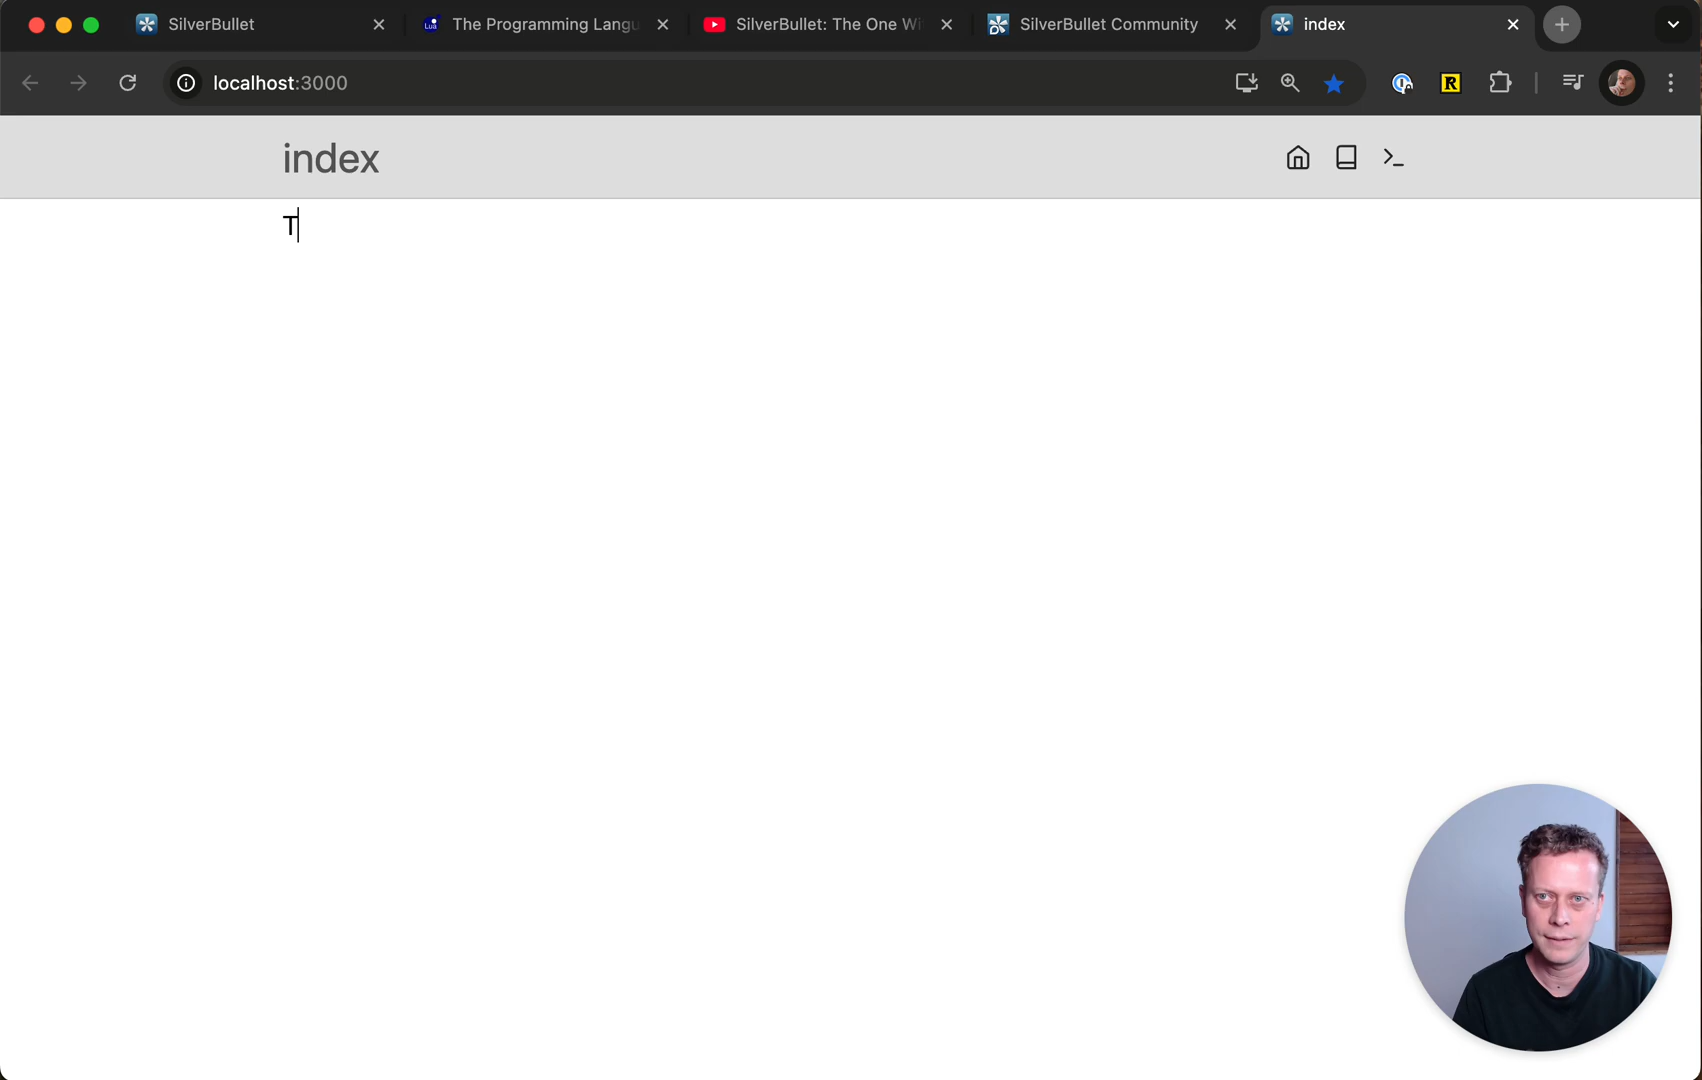 SilverBullet
The Programming Langu
SilverBullet: The One Wi
SilverBullet Community
index
localhost:3000
index
T